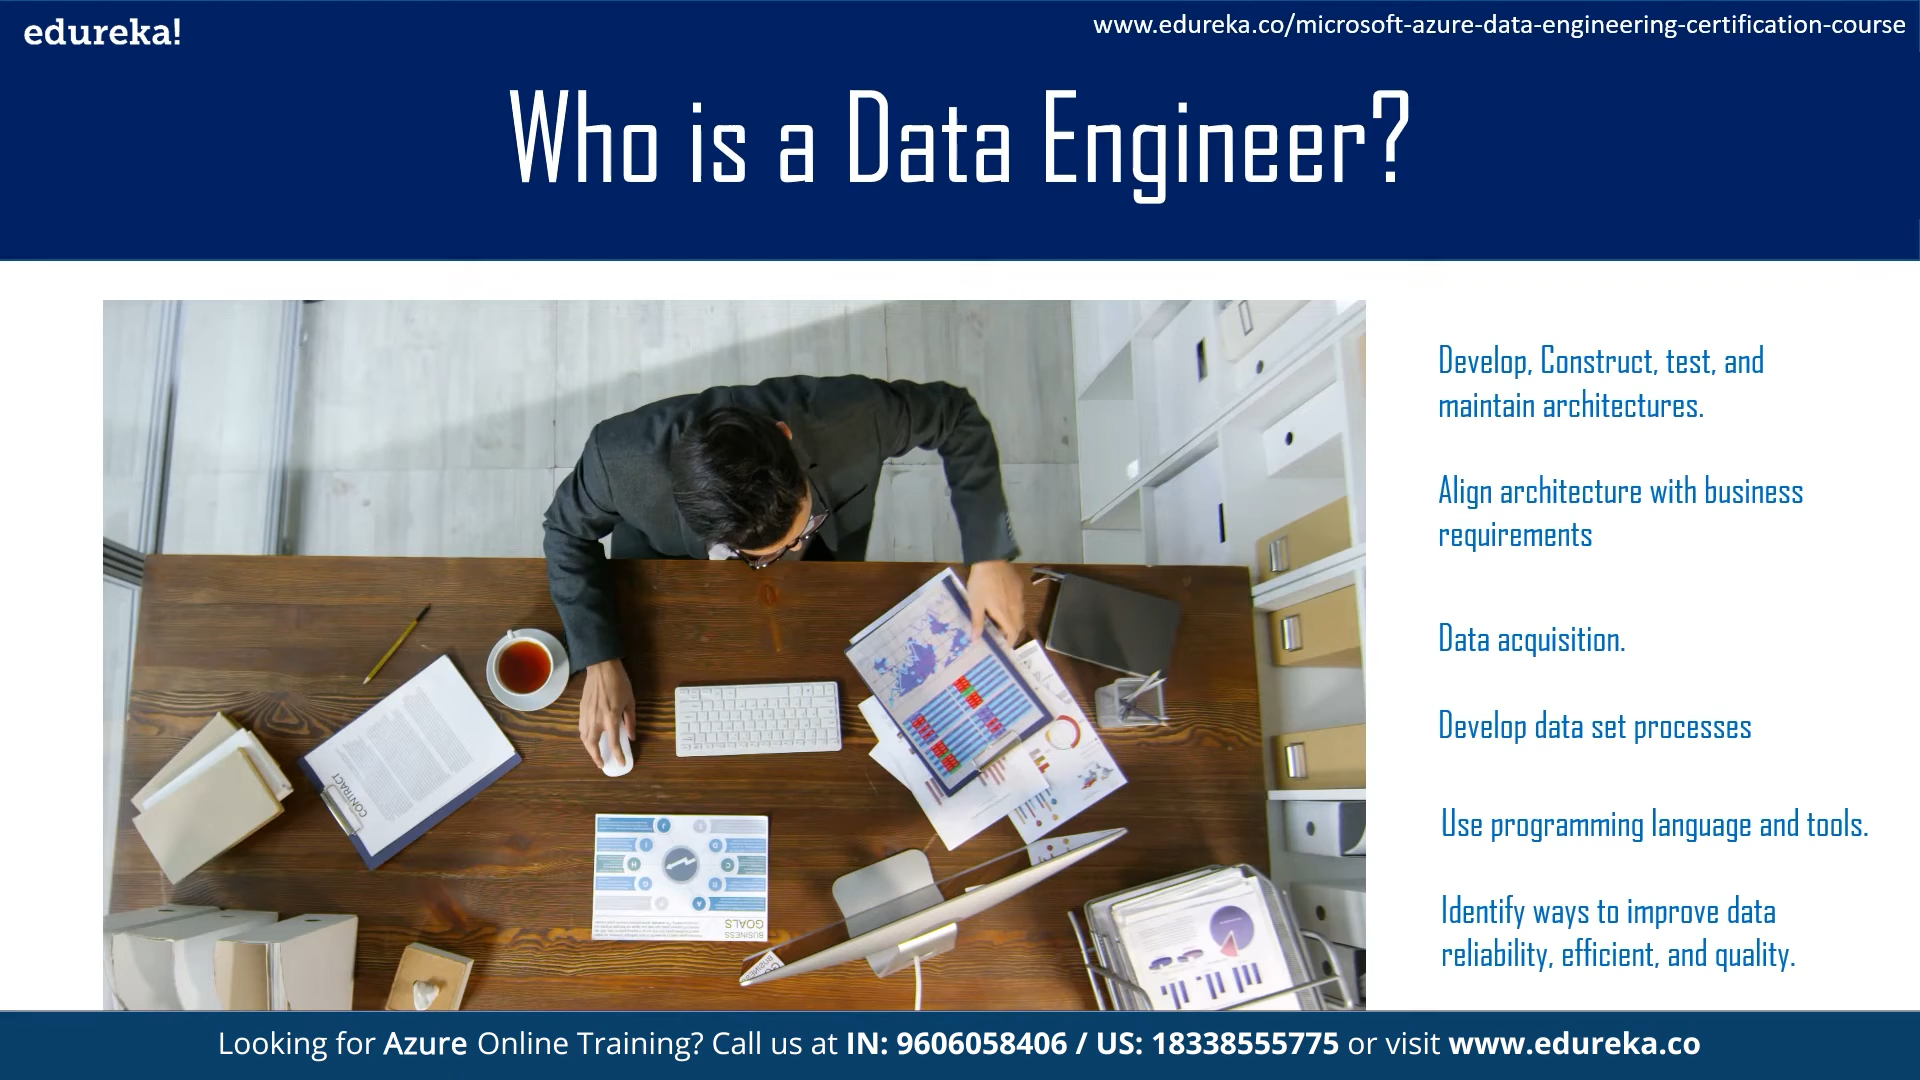 edureka!
www.edureka.co/microsoft-azure-data-engineering-certification-course
Who is a Data Engineer?
Develop, Construct, test, and
maintain architectures.
Align architecture with business
requirements
Data acquisition.
Develop data set processes
Use programming language and tools.
Identify ways to improve data
reliability, efficient, and quality.
CONTRACT
BUSINESS
GOALS
Looking for Azure Online Training? Call us at IN: 9606058406 / US: 18338555775 or visit www.edureka.co